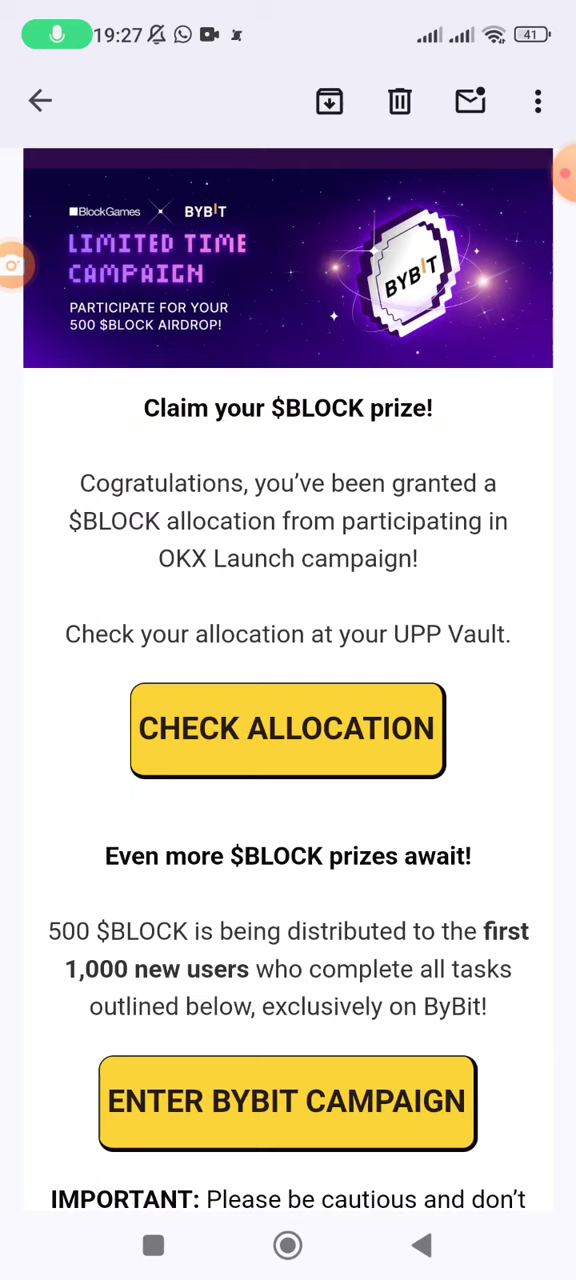 19:27
41
BlockGames BYBIT
LIMITED TIME
CAMPAIGN
PARTICIPATE FOR YOUR
500 $BLOCK AIRDROP!
BYBIT
Claim your $BLOCK prize!
Cogratulations, you've been granted a
$BLOCK allocation from participating in
OKX Launch campaign!
Check your allocation at your UPP Vault.
CHECK ALLOCATION
Even more $BLOCK prizes await!
500 $BLOCK is being distributed to the first
1,000 new users who complete all tasks
outlined below, exclusively on ByBit!
ENTER BYBIT CAMPAIGN
IMPORTANT: Please be cautious and don't